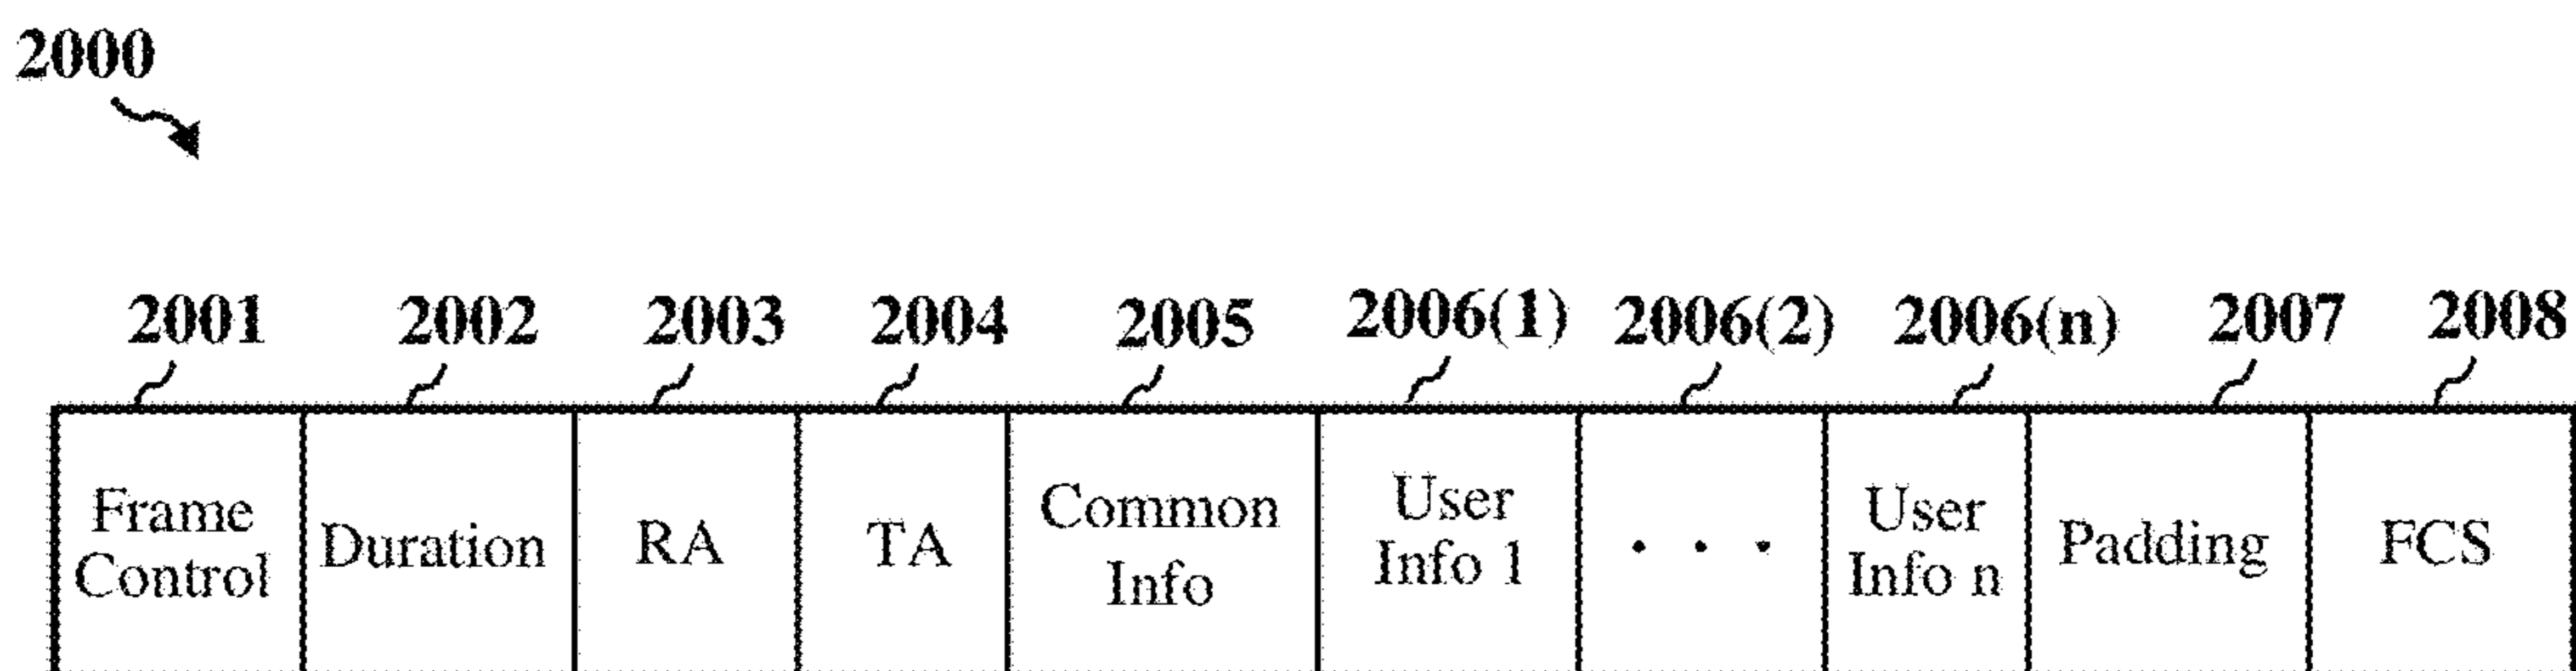 2000
2001 2002 2003 2004 2005 2006(1) 2006(2) 2006(n) 2007 2008
Frame
Control
Duration
RA
TA
Common
Info
User
Info 1
. . .
User
Info n
Padding
FCS